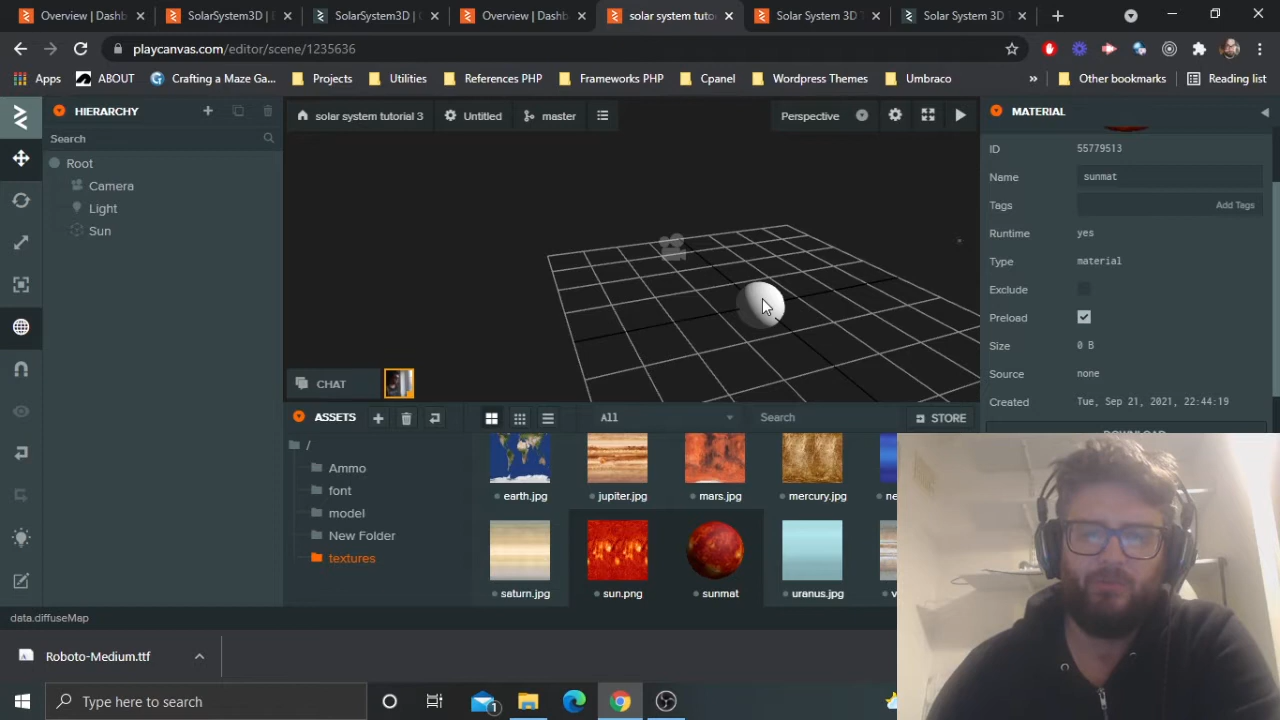 Overview | Dashb
SolarSystem3D | E
SolarSystem3D | C
Overview | Dashb
solar system tuto
Solar System 3D T
Solar System 3D T
playcanvas.com/editor/scene/1235636
Apps
ABOUT
Crafting a Maze Ga...
Projects
Utilities
References PHP
Frameworks PHP
Cpanel
Wordpress Themes
Umbraco
»
Other bookmarks
Reading list
HIERARCHY
solar system tutorial 3
Untitled
master
Perspective
MATERIAL
Search
ID 55779513
Root
Name sunmat
Camera
Tags Add Tags
Light
Runtime yes
Sun
Type material
Exclude
Preload
Size 0 B
Source none
CHAT
Created Tue, Sep 21, 2021, 22:44:19
ASSETS
All
Search
STORE
DOWNLOAD
/
Ammo
font
model
New Folder
textures
earth.jpg
jupiter.jpg
mars.jpg
mercury.jpg
ne
saturn.jpg
sun.png
sunmat
uranus.jpg
v
data.diffuseMap
Roboto-Medium.ttf
Type here to search
1